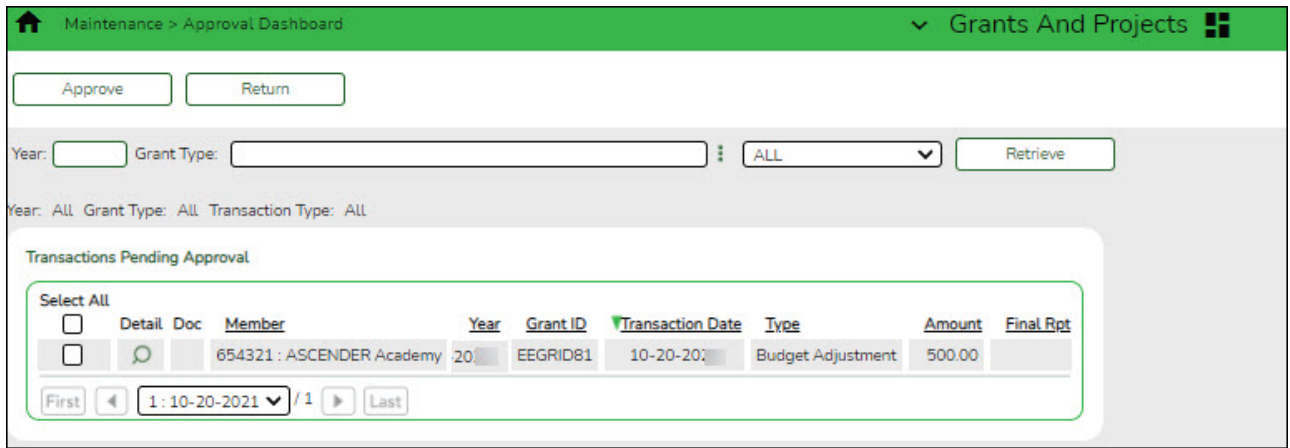 Maintenance > Approval Dashboard Grants And Projects
Approve Return
Year: Grant Type: ALL Retrieve
Year: All Grant Type: All Transaction Type: All
Transactions Pending Approval
Select All
Detail Doc Member Year Grant ID Transaction Date Type Amount Final Rpt
654321 : ASCENDER Academy EEGRID81 Budget Adjustment 500.00
First 1 : 10-20-2021 / 1 Last